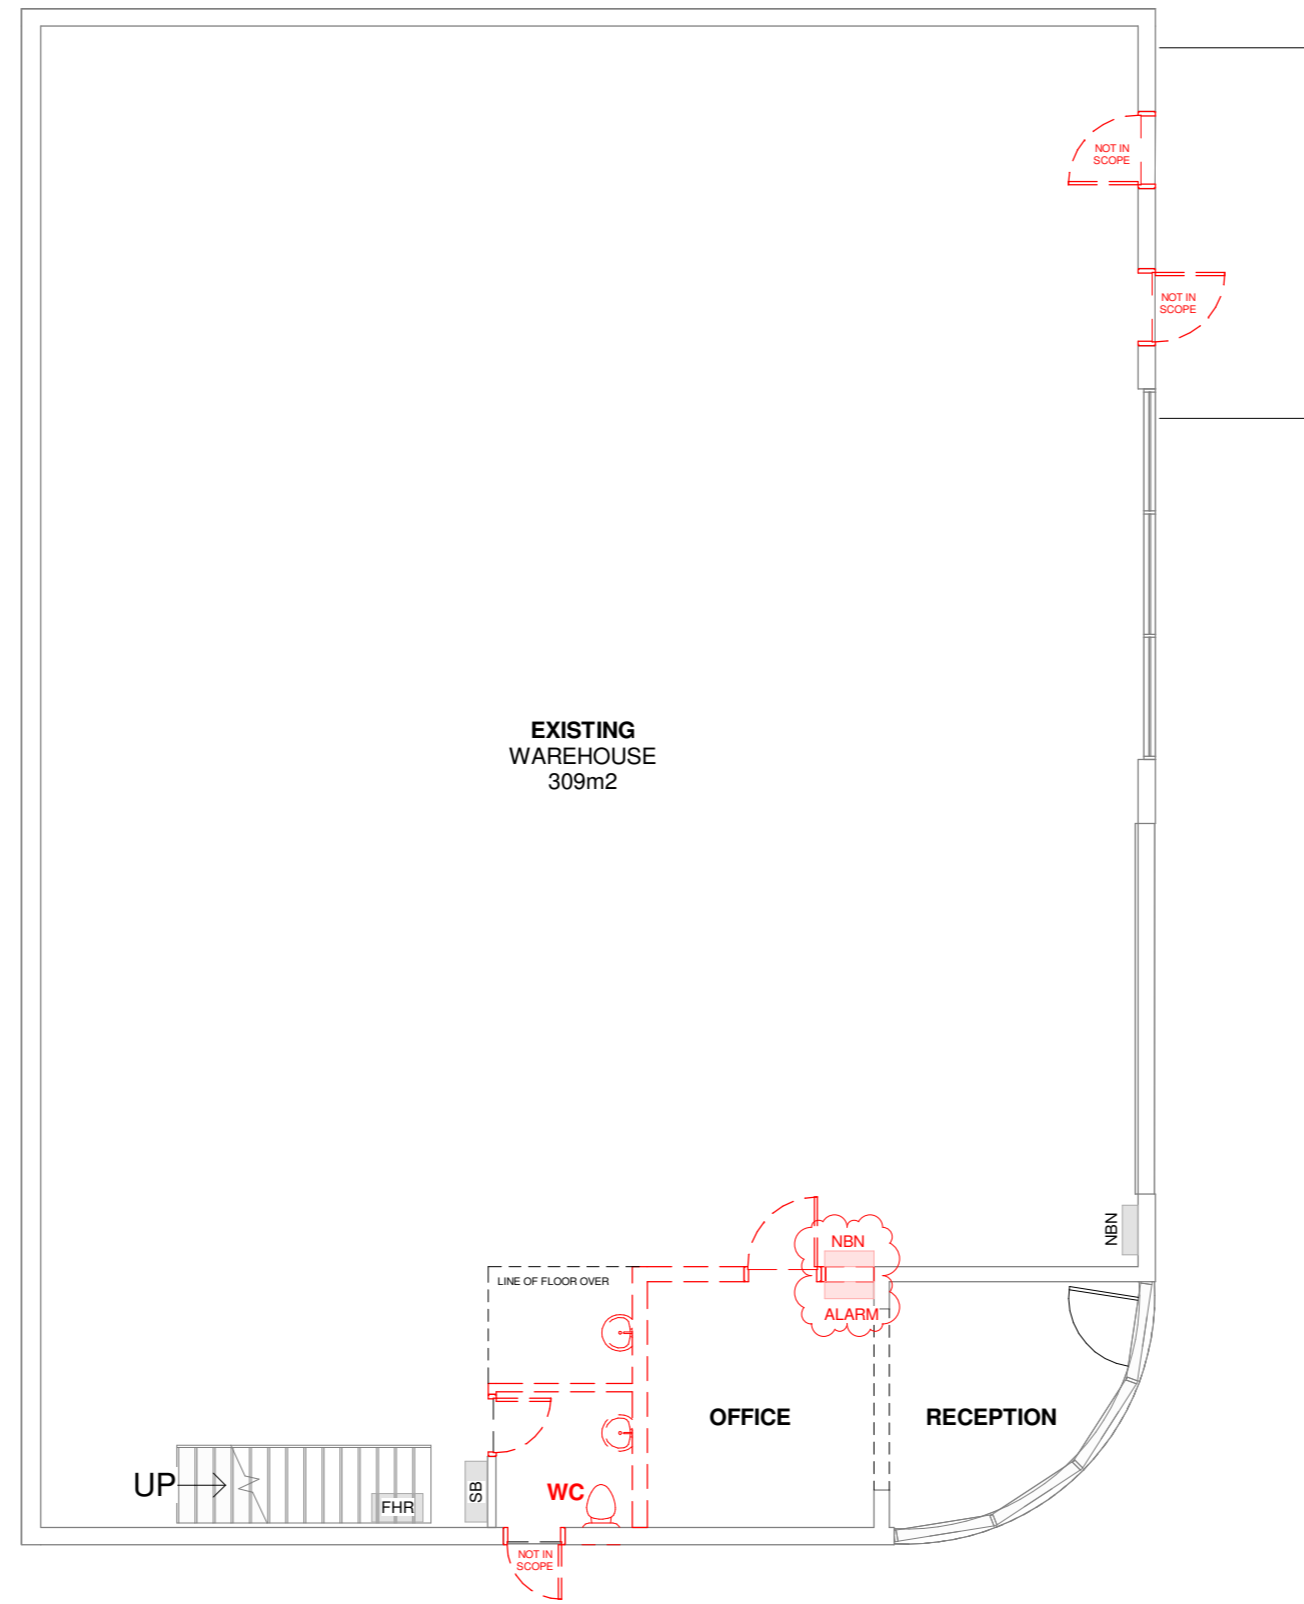 NOT IN
SCOPE
NOT IN
SCOPE
EXISTING
WAREHOUSE
309m2
NBN
NBN
LINE OF FLOOR OVER
ALARM
OFFICE
RECEPTION
UP
FHR
SB
WC
NOT IN
SCOPE